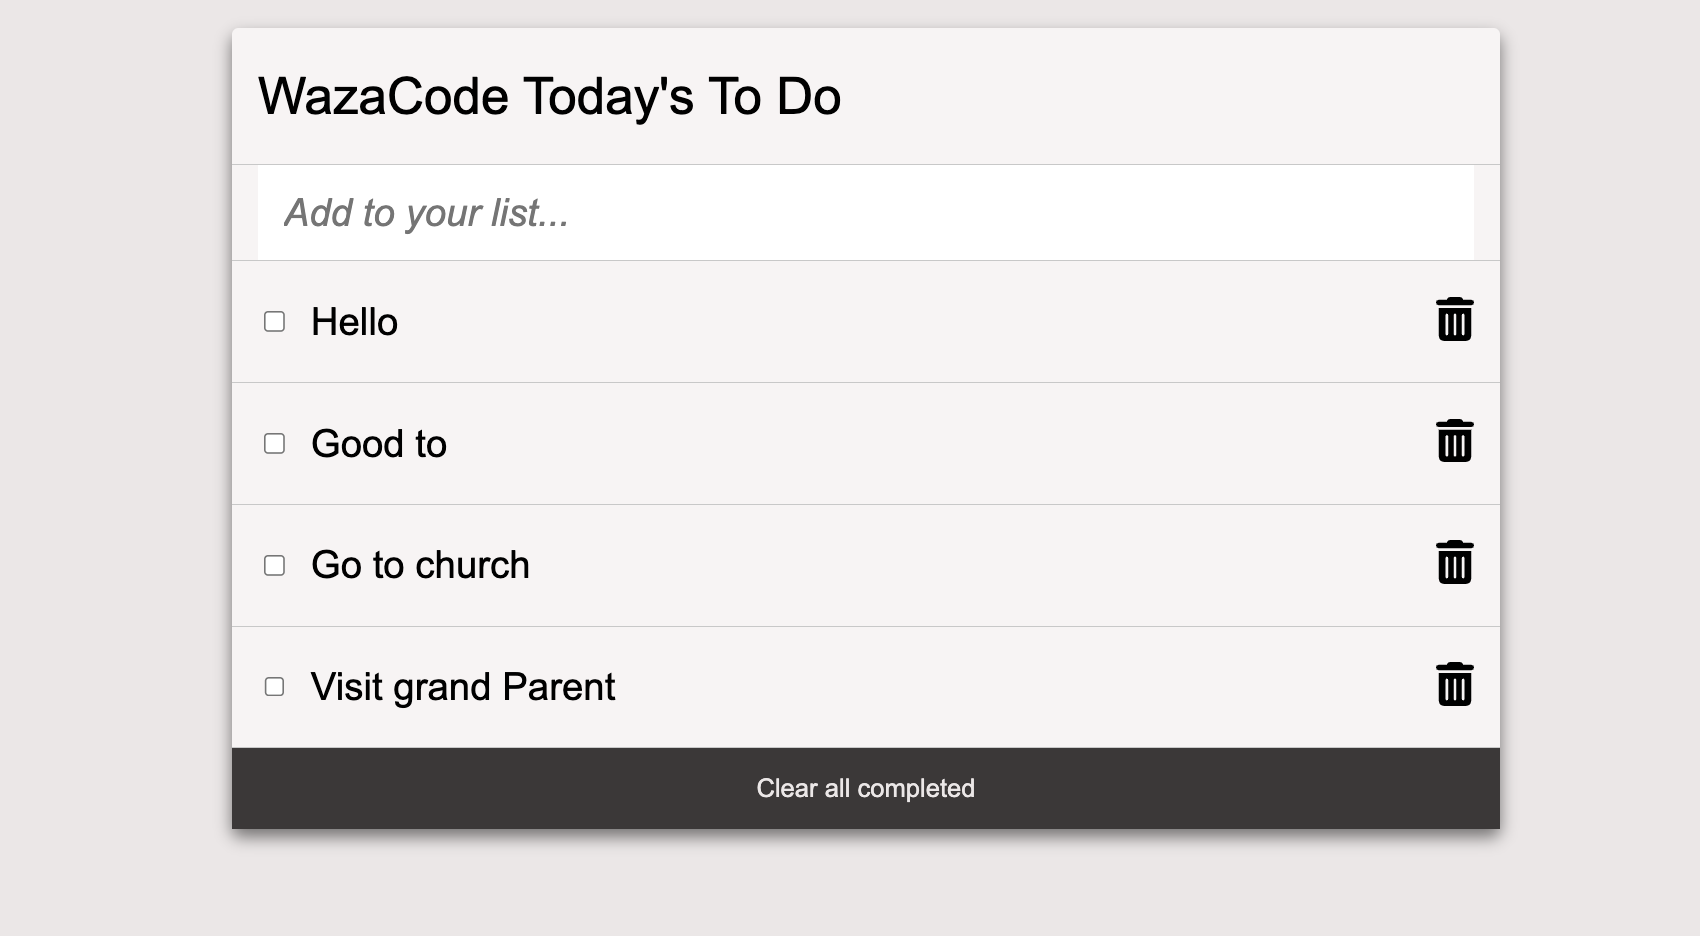 WazaCode Today's To Do
Add to your list...
Hello
Good to
Go to church
Visit grand Parent
Clear all completed